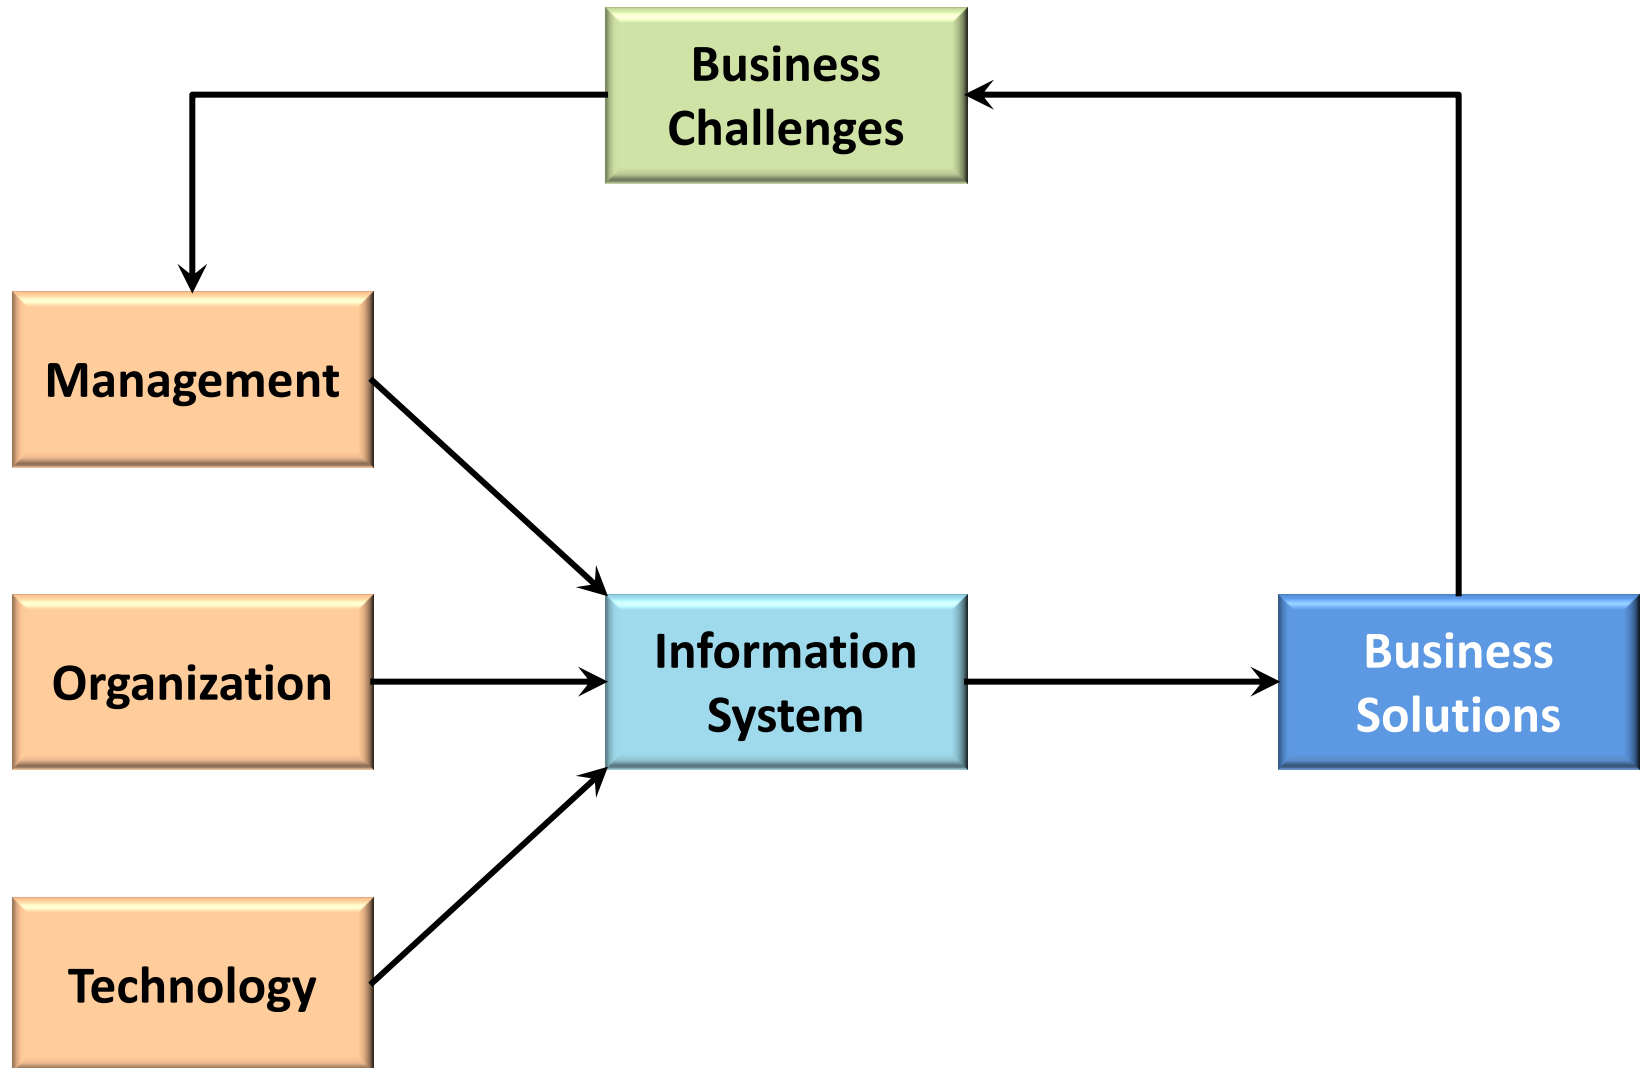 Business
Challenges
Management
Organization
Information
System
Business
Solutions
Technology